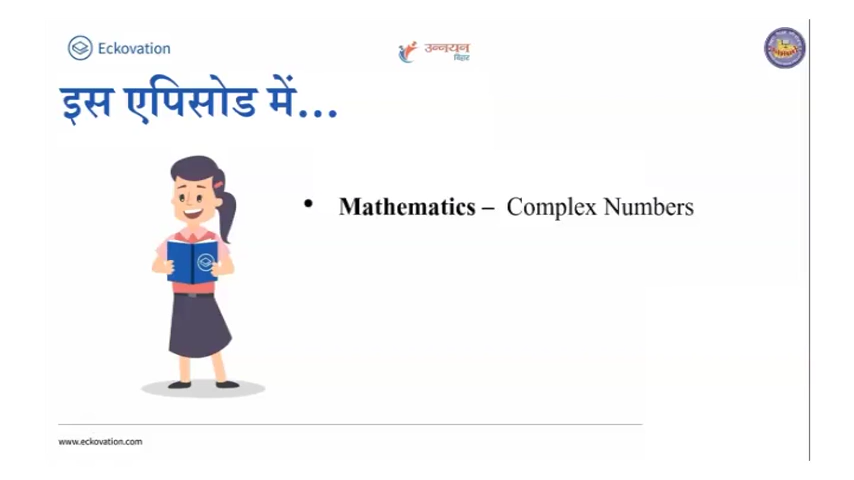 Eckovation
उन्नयन
बिहार
इस एपिसोड में...
• Mathematics – Complex Numbers
www.eckovation.com